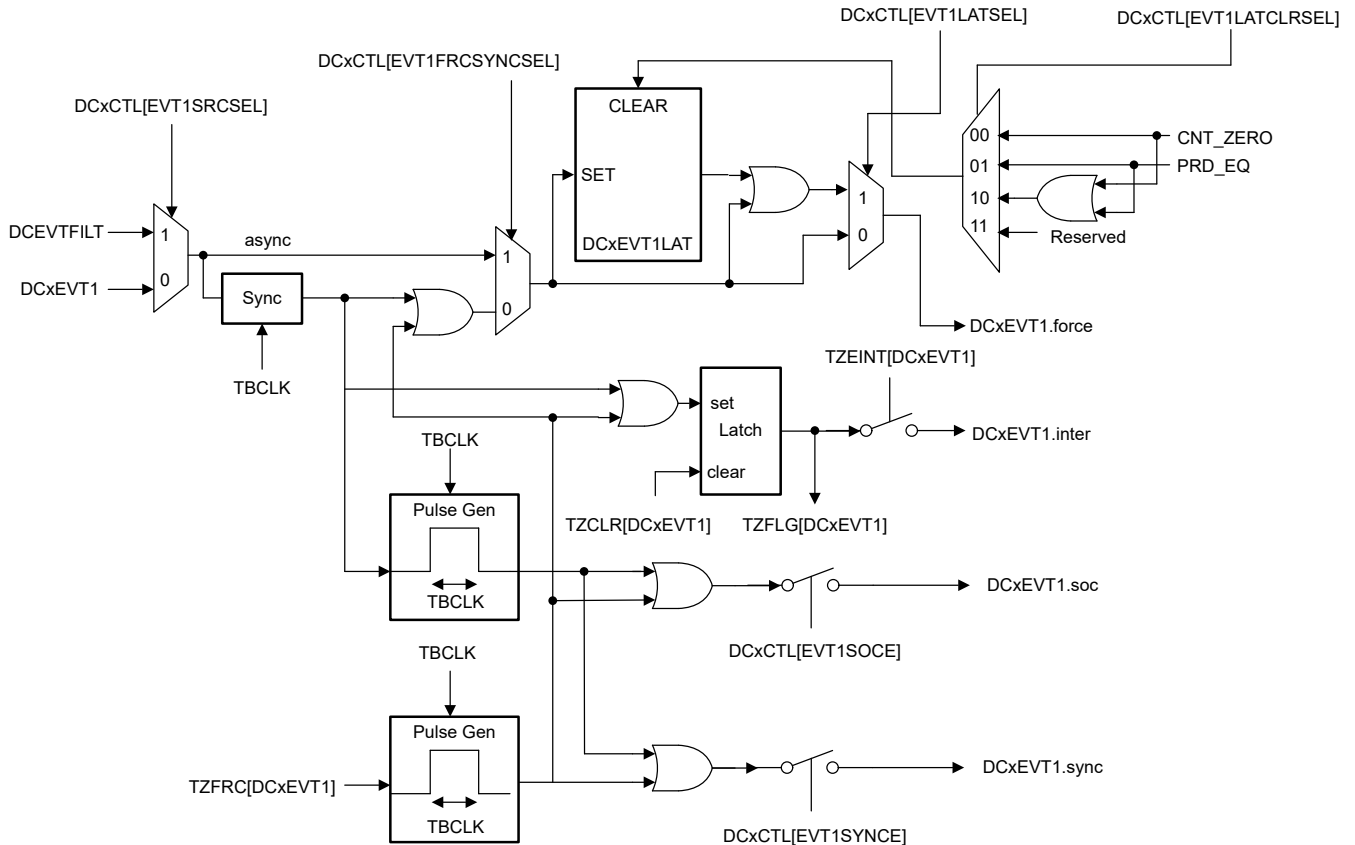 DCxCTL[EVT1LATSEL]
DCxCTL[EVT1LATCLRSEL]
DCxCTL[EVT1FRCSYNCSEL]
DCxCTL[EVT1SRCSEL]
CLEAR
00
CNT_ZERO
01
PRD_EQ
SET
10
1
11
Reserved
DCEVTFILT
1
async
1
0
DCxEVT1LAT
0
DCxEVT1
Sync
0
DCxEVT1.force
TBCLK
TZEINT[DCxEVT1]
set
Latch
DCxEVT1.inter
TBCLK
clear
Pulse Gen
TZCLR[DCxEVT1]
TZFLG[DCxEVT1]
TBCLK
DCxEVT1.soc
DCxCTL[EVT1SOCE]
TBCLK
Pulse Gen
DCxEVT1.sync
TZFRC[DCxEVT1]
TBCLK
DCxCTL[EVT1SYNCE]